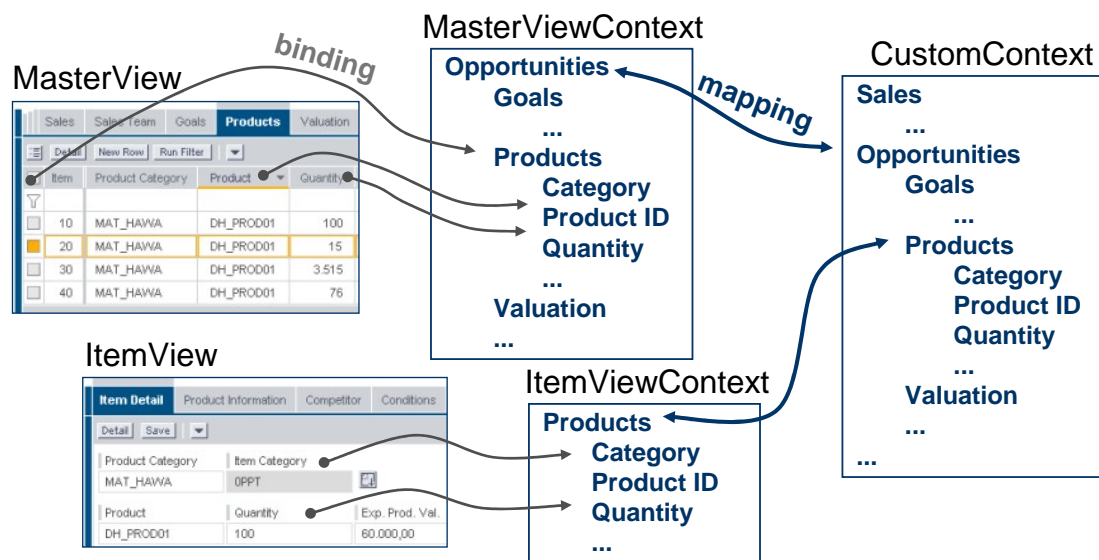 MasterView
binding
Sales Sales Team Goals Products Valuation
Detail New Row Run Filter
Item Product Category Product Quantity
10 MAT_HAWA DH_PROD01 100
20 MAT_HAWA DH_PROD01 15
30 MAT_HAWA DH_PROD01 3.515
40 MAT_HAWA DH_PROD01 76
MasterViewContext
Opportunities
Goals
...
Products
Category
Product ID
Quantity
...
Valuation
...
mapping
CustomContext
Sales
...
Opportunities
Goals
...
Products
Category
Product ID
Quantity
...
Valuation
...
...
ItemView
Item Detail Product Information Competitor Conditions
Detail Save
Product Category Item Category
MAT_HAWA 0PPT
Product Quantity Exp. Prod. Val.
DH_PROD01 100 60.000,00
ItemViewContext
Products
Category
Product ID
Quantity
...